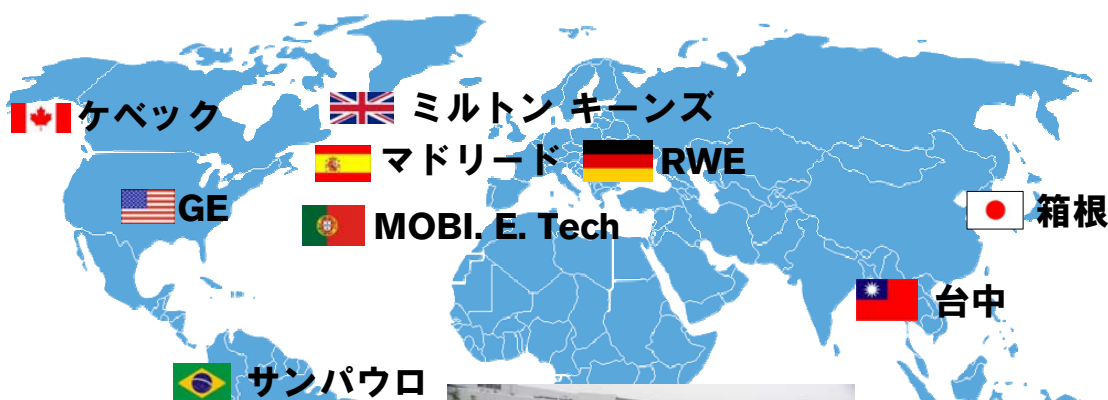 ケベック
ミルトン キーンズ
マドリード
RWE
GE
MOBI. E. Tech
箱根
台中
サンパウロ